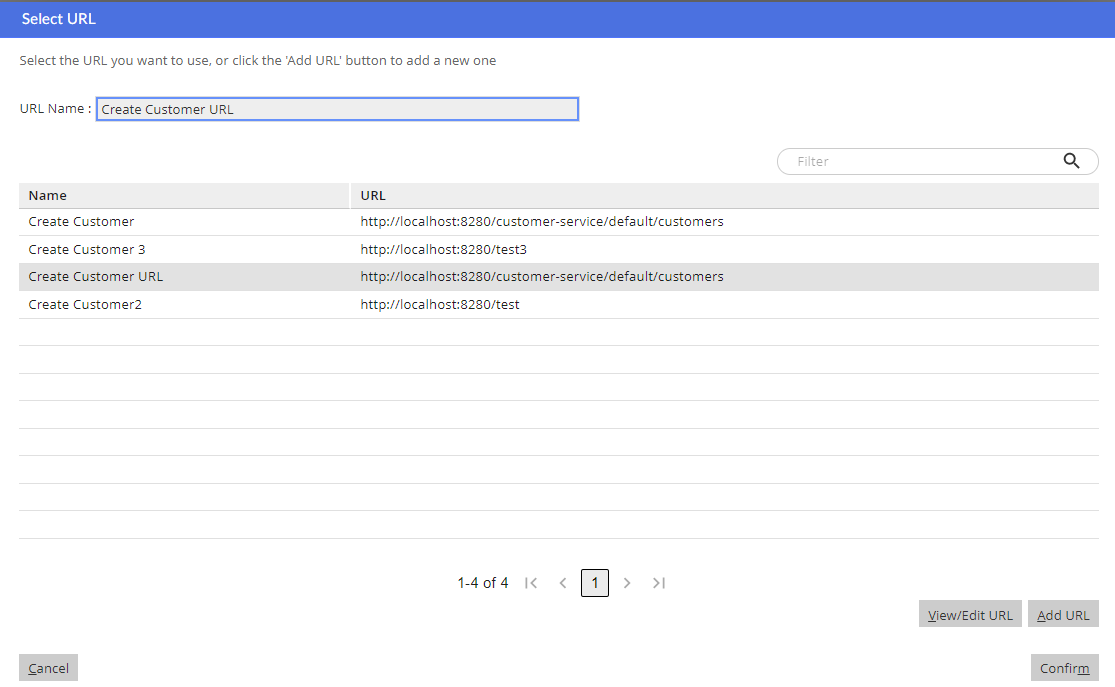 Select URL
Select the URL you want to use, or click the 'Add URL' button to add a new one
URL Name : Create Customer URL
Filter
Name URL
Create Customer http://localhost:8280/customer-service/default/customers
Create Customer 3 http://localhost:8280/test3
Create Customer URL http://localhost:8280/customer-service/default/customers
Create Customer2 http://localhost:8280/test
1-4 of 4 1
View/Edit URL Add URL
Cancel Confirm